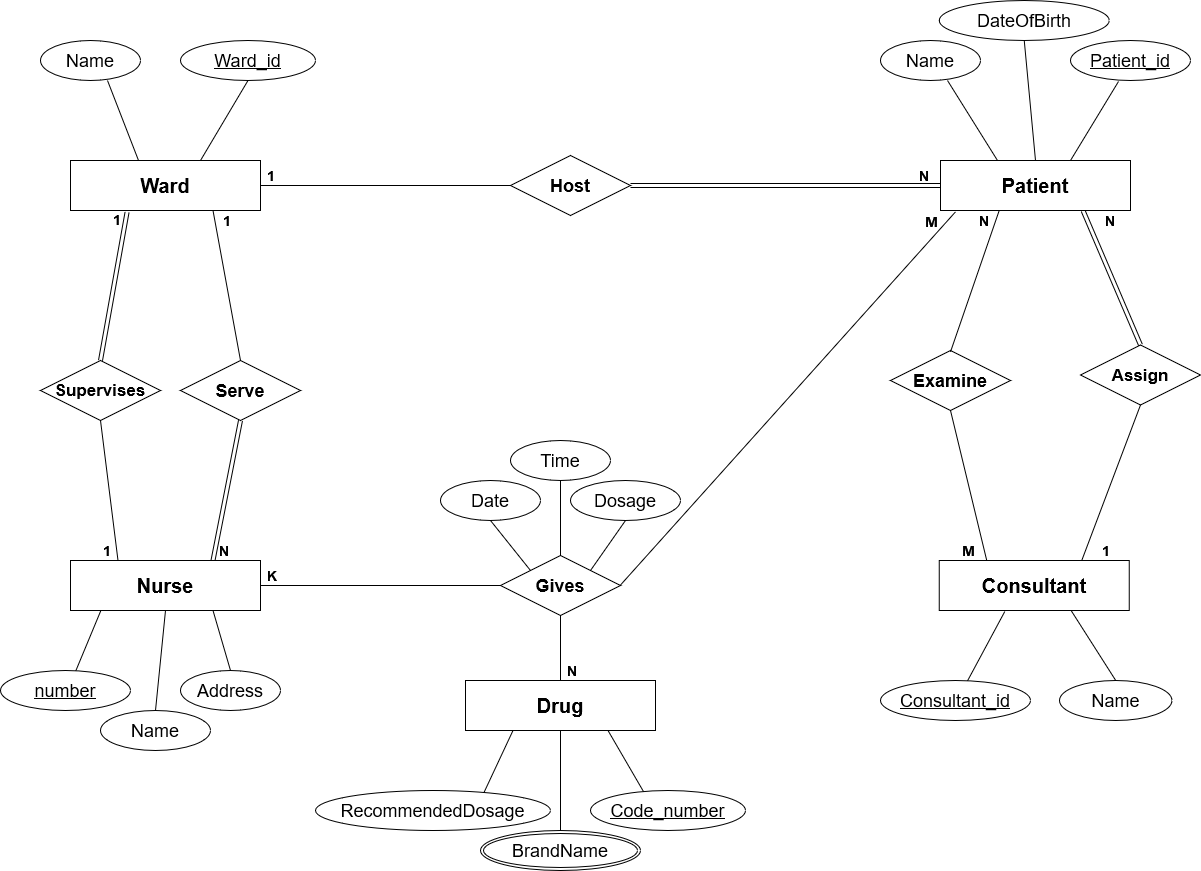 DateOfBirth
Name
Ward_id
Name
Patient_id
Ward
1
Host
N
Patient
1
1
M
N
N
Supervises
Serve
Examine
Assign
Time
Date
Dosage
1
N
M
1
K
Nurse
Gives
Consultant
N
number
Address
Name
Drug
Consultant_id
Name
RecommendedDosage
Code_number
BrandName